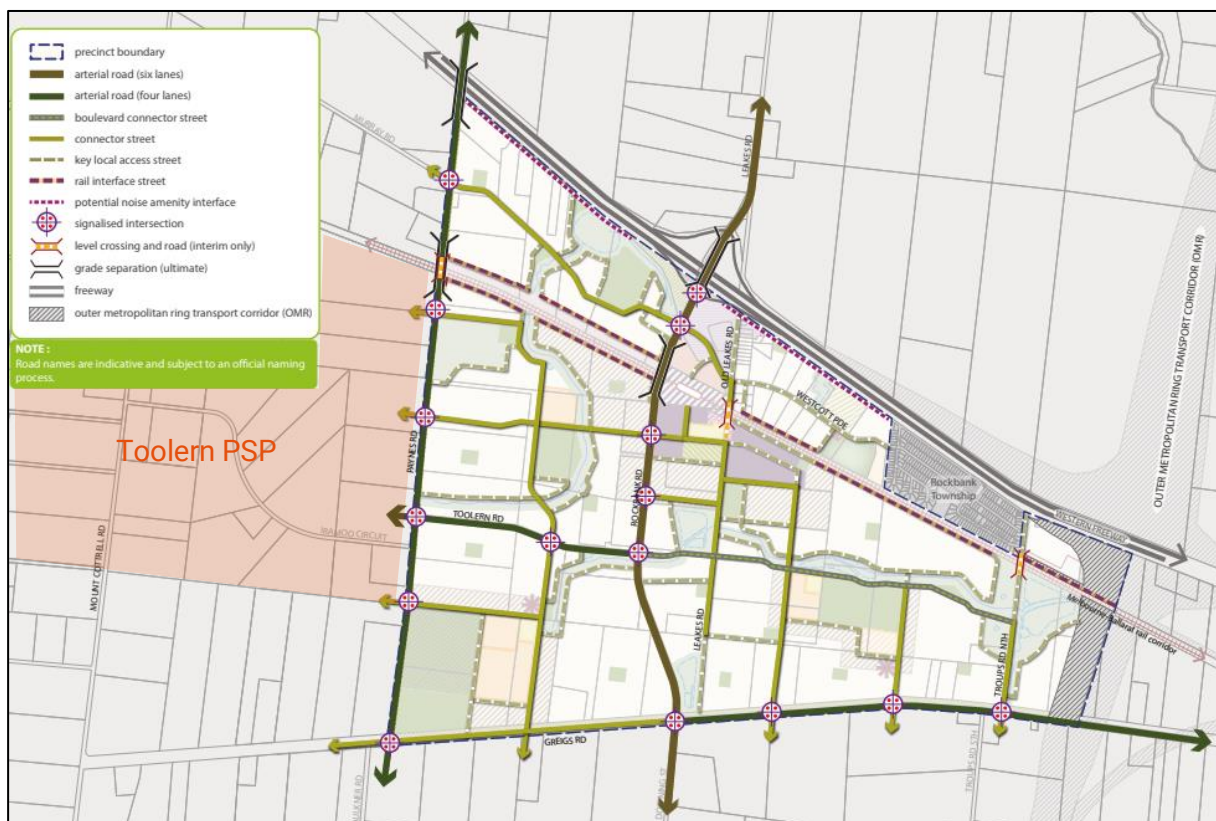 precinct boundary
arterial road (six lanes)
arterial road (four lanes)
boulevard connector street
connector street
key local access street
rail interface street
potential noise amenity interface
signalised intersection
level crossing and road (interim only)
grade separation (ultimate)
freeway
outer metropolitan ring transport corridor (OMR)
NOTE :
Road names are indicative and subject to an official naming
process.
MURRAY RD
LEAKES RD
OUTER METROPOLITAN RING TRANSPORT CORRIDOR (OMR)
OLD LEAKES RD
WESTCOTT PDE
Toolern PSP
PAYNES RD
ROCKBANK RD
Rockbank
Township
WESTERN FREEWAY
TOOLERN RD
MOUNT COTTRELL RD
Melbourne-Ballarat rail corridor
LEAKES RD
TROUPS RD NTH
GREIGS RD
TROUPS RD STH